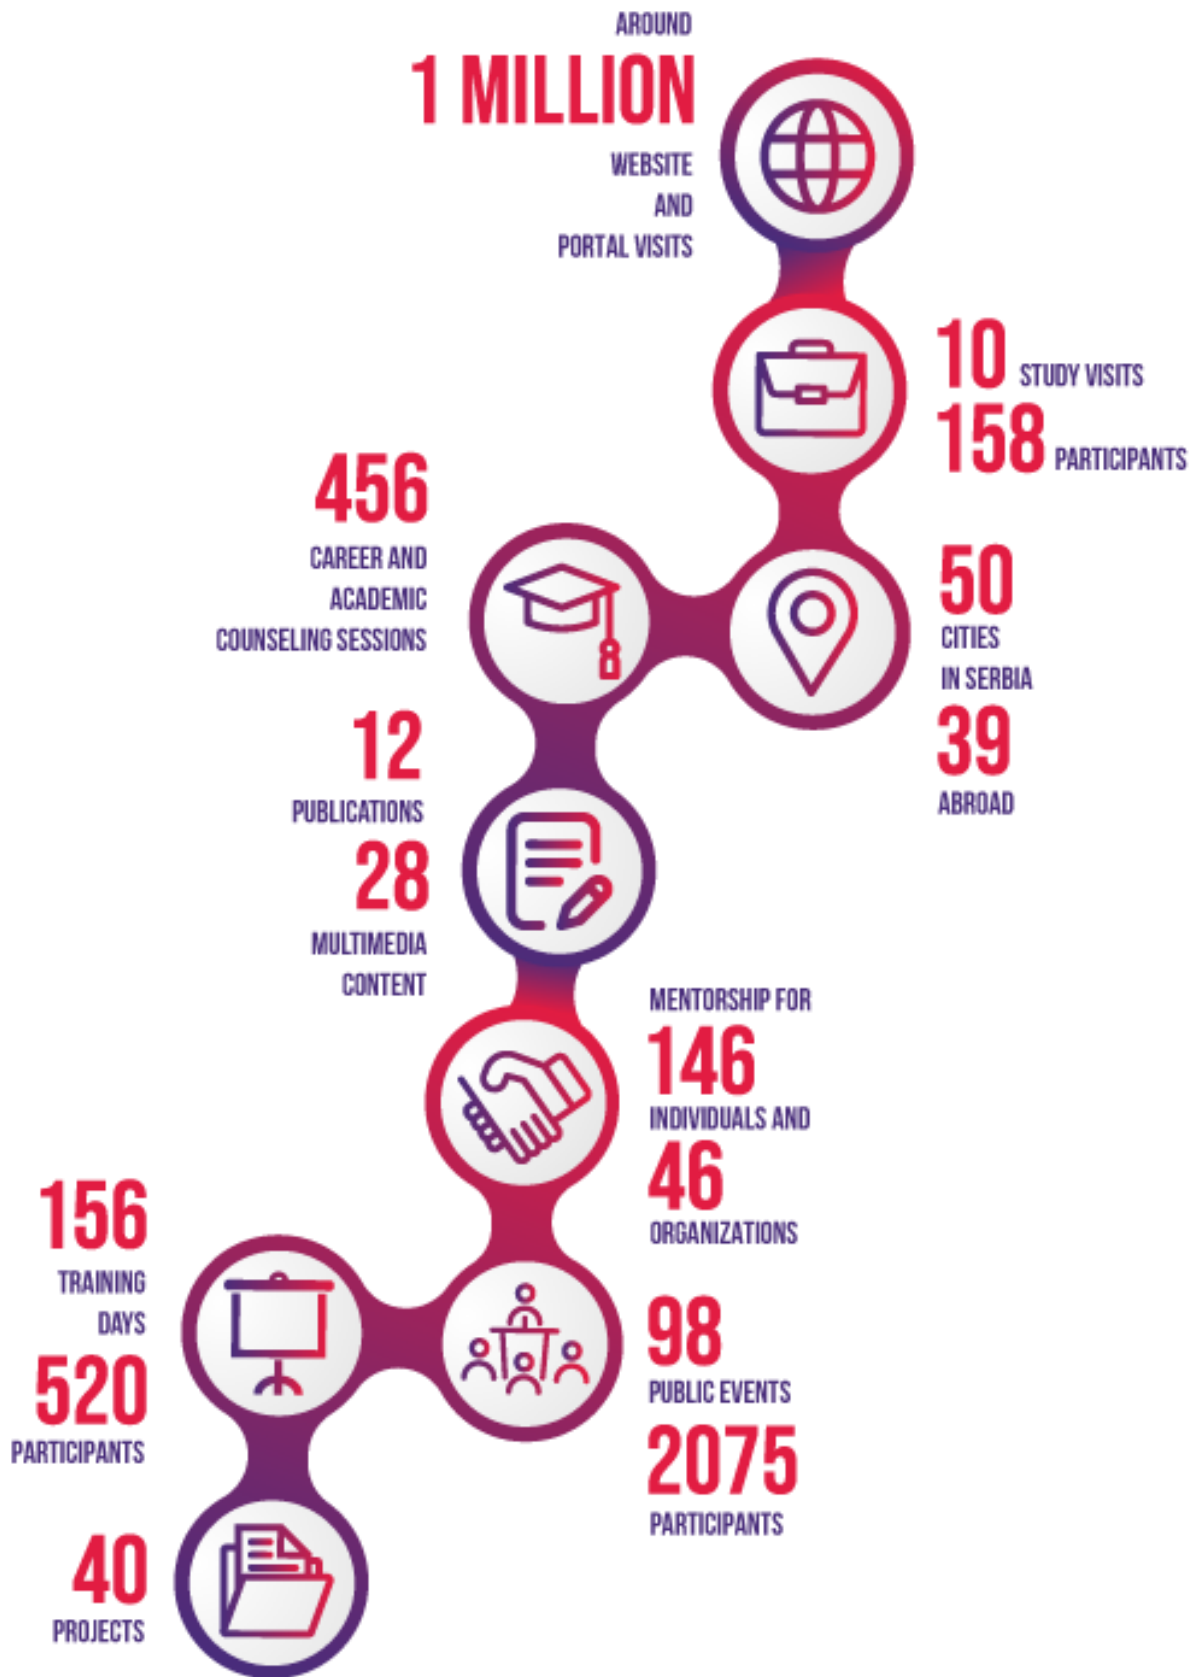 AROUND
1 MILLION
WEBSITE
AND
PORTAL VISITS
10 STUDY VISITS
158 PARTICIPANTS
456
CAREER AND
ACADEMIC
COUNSELING SESSIONS
50
CITIES
IN SERBIA
39
ABROAD
12
PUBLICATIONS
28
MULTIMEDIA
CONTENT
MENTORSHIP FOR
146
INDIVIDUALS AND
46
ORGANIZATIONS
156
TRAINING
DAYS
520
PARTICIPANTS
98
PUBLIC EVENTS
2075
PARTICIPANTS
40
PROJECTS